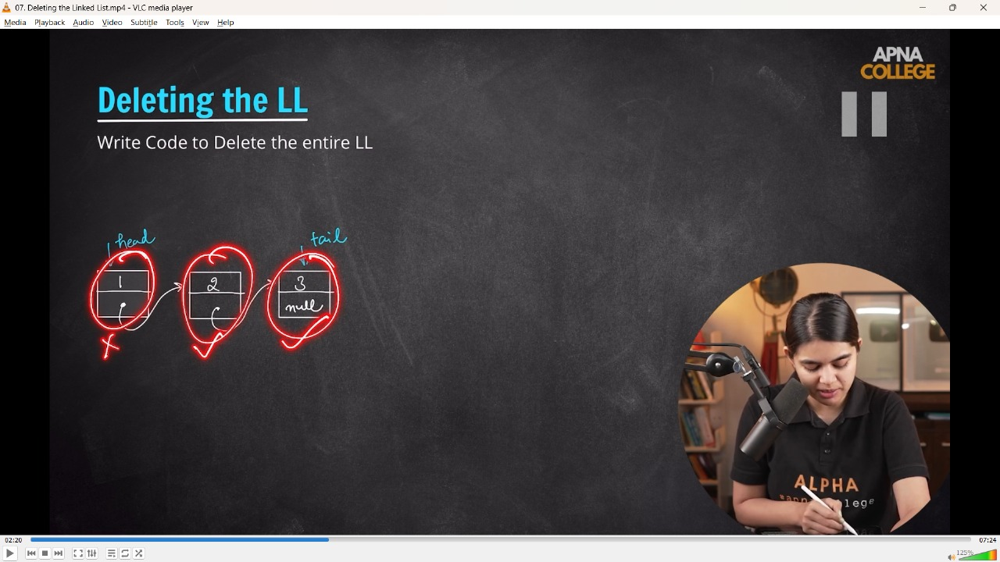 07. Deleting the Linked List.mp4 - VLC media player
Media Playback Audio Video Subtitle Tools View Help
APNA
COLLEGE
Deleting the LL
Write Code to Delete the entire LL
head
tail
1 2 3
null
ALPHA
02:20 07:24
125%